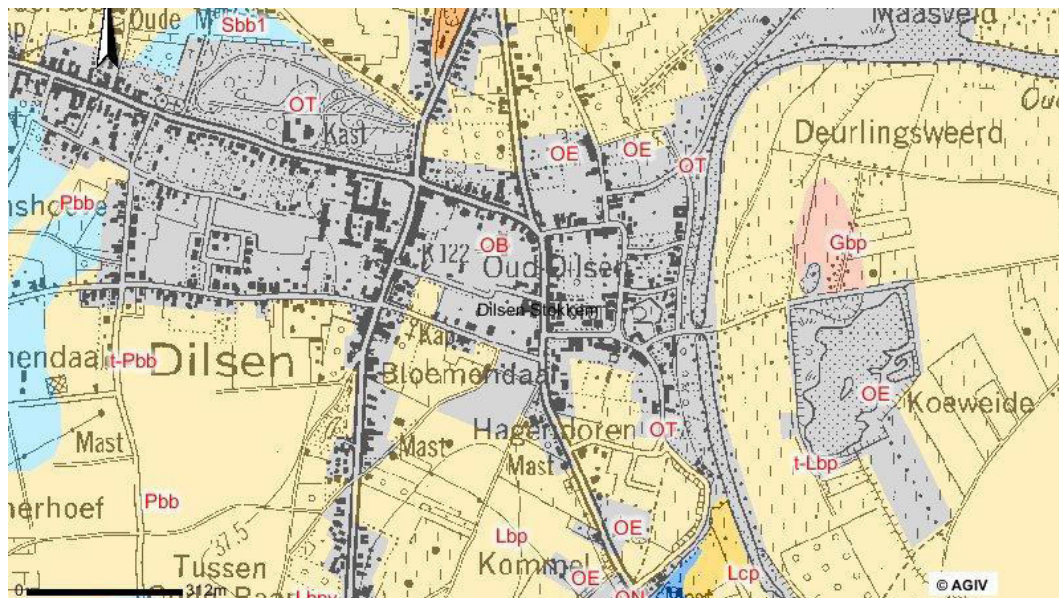 Oude
Sbb1
Maasveld
OT
Kast
Deurlingsweerd
OE
OE
OT
Pbb
Gbp
K 122
OB
Oud-Dilsen
Dilsen-Stokkem
Kap
t-Pbb
Dilsen
Bloemendaal
OE
Koeweide
Mast
Mast
Hagendoren
OT
Mast
t-Lbp
Pbb
erhoef
37.5
Lbp
OE
Tussen
Kommel
OE
Lcp
0
312m
Lbpv
ON
© AGIV